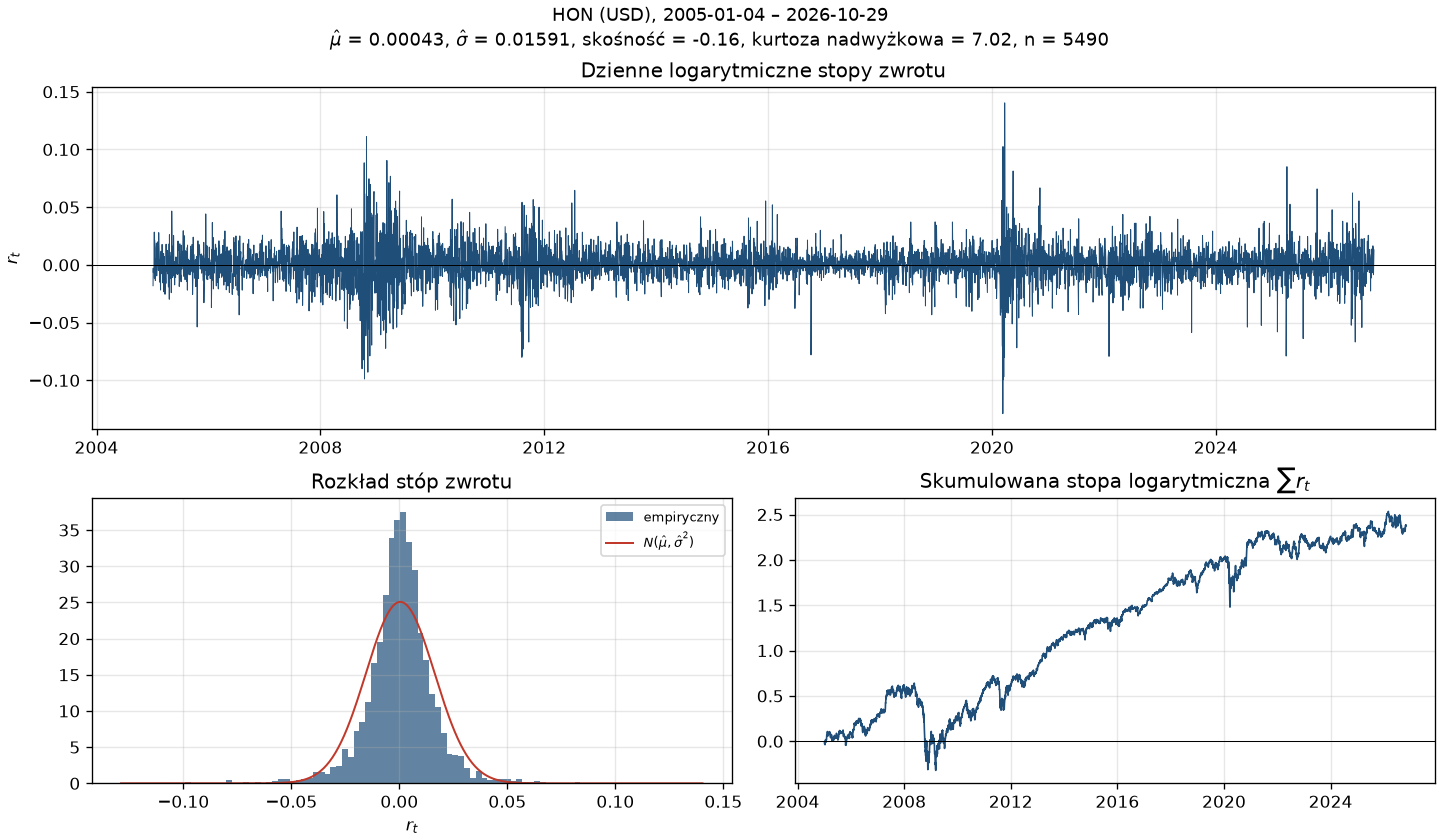 HON (USD), 2005-01-04 – 2026-10-29
μ̂ = 0.00043, σ̂ = 0.01591, skośność = -0.16, kurtoza nadwyżkowa = 7.02, n = 5490
Dzienne logarytmiczne stopy zwrotu
0.15
0.10
0.05
0.00
−0.05
−0.10
r_t
2004 2008 2012 2016 2020 2024
Rozkład stóp zwrotu
35
30
25
20
15
10
5
0
empiryczny
N(μ̂, σ̂²)
−0.10 −0.05 0.00 0.05 0.10 0.15
r_t
Skumulowana stopa logarytmiczna ∑r_t
2.5
2.0
1.5
1.0
0.5
0.0
2004 2008 2012 2016 2020 2024